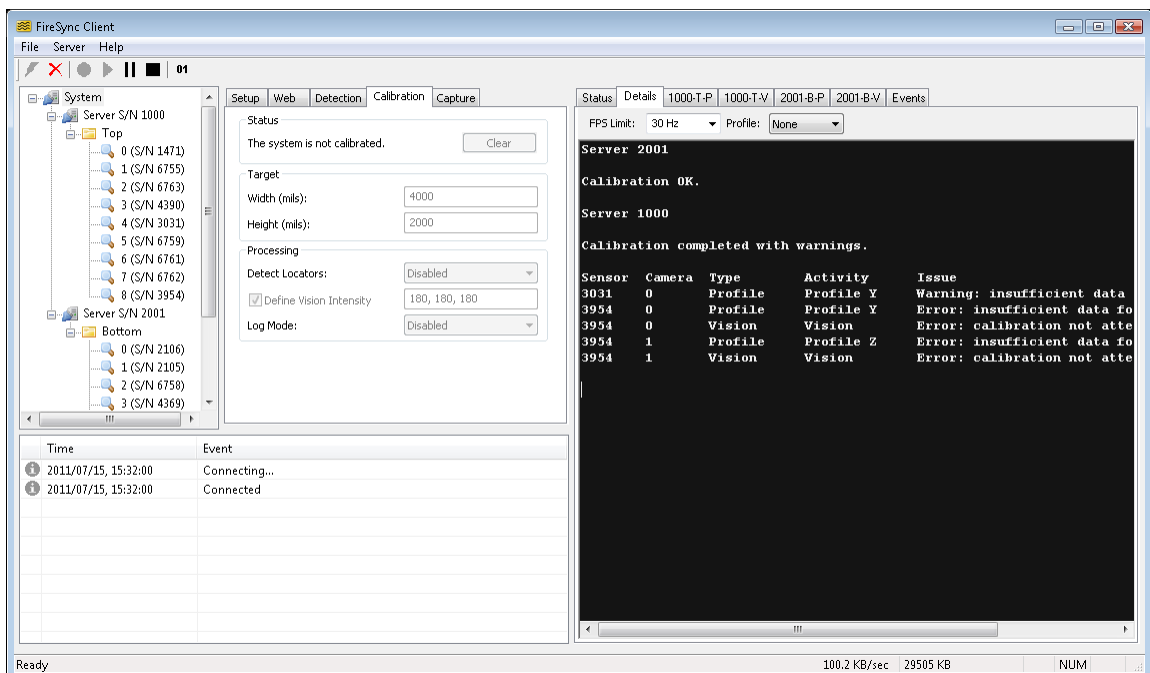 FireSync Client
File Server Help
01
System
Server S/N 1000
Top
0 (S/N 1471)
1 (S/N 6755)
2 (S/N 6763)
3 (S/N 4390)
4 (S/N 3031)
5 (S/N 6759)
6 (S/N 6761)
7 (S/N 6762)
8 (S/N 3954)
Server S/N 2001
Bottom
0 (S/N 2106)
1 (S/N 2105)
2 (S/N 6758)
3 (S/N 4369)
Setup Web Detection Calibration Capture
Status
The system is not calibrated. Clear
Target
Width (mils): 4000
Height (mils): 2000
Processing
Detect Locators: Disabled
Define Vision Intensity 180, 180, 180
Log Mode: Disabled
Status Details 1000-T-P 1000-T-V 2001-B-P 2001-B-V Events
FPS Limit: 30 Hz Profile: None
Server 2001
Calibration OK.
Server 1000
Calibration completed with warnings.
Sensor Camera Type Activity Issue
3031 0 Profile Profile Y Warning: insufficient data
3954 0 Profile Profile Y Error: insufficient data fo
3954 0 Vision Vision Error: calibration not atte
3954 1 Profile Profile Z Error: insufficient data fo
3954 1 Vision Vision Error: calibration not atte
Time Event
2011/07/15, 15:32:00 Connecting...
2011/07/15, 15:32:00 Connected
Ready 100.2 KB/sec 29505 KB NUM